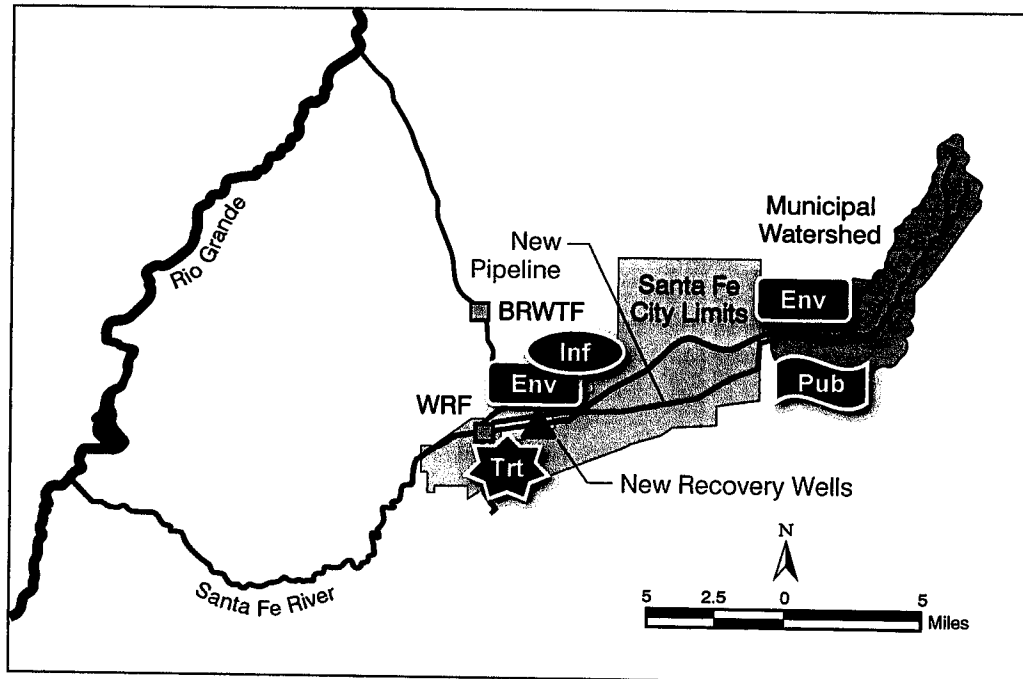 Municipal
Watershed
New
Pipeline
Rio Grande
Santa Fe
City Limits
Env
BRWTF
Inf
Env
Pub
WRF
Trt
New Recovery Wells
Santa Fe River
N
5 2.5 0 5
Miles